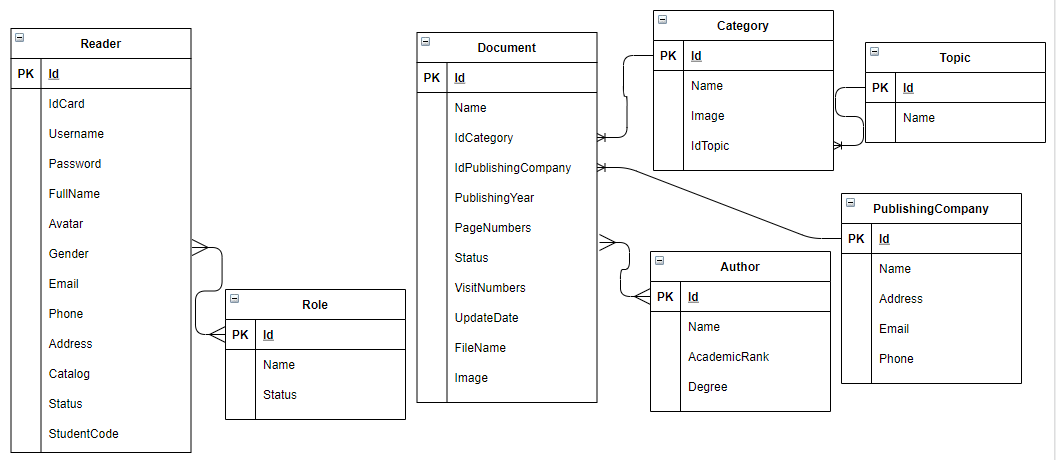 Reader
PK Id
IdCard
Username
Password
FullName
Avatar
Gender
Email
Phone
Address
Catalog
Status
StudentCode
Role
PK Id
Name
Status
Document
PK Id
Name
IdCategory
IdPublishingCompany
PublishingYear
PageNumbers
Status
VisitNumbers
UpdateDate
FileName
Image
Category
PK Id
Name
Image
IdTopic
Topic
PK Id
Name
PublishingCompany
PK Id
Name
Address
Email
Phone
Author
PK Id
Name
AcademicRank
Degree